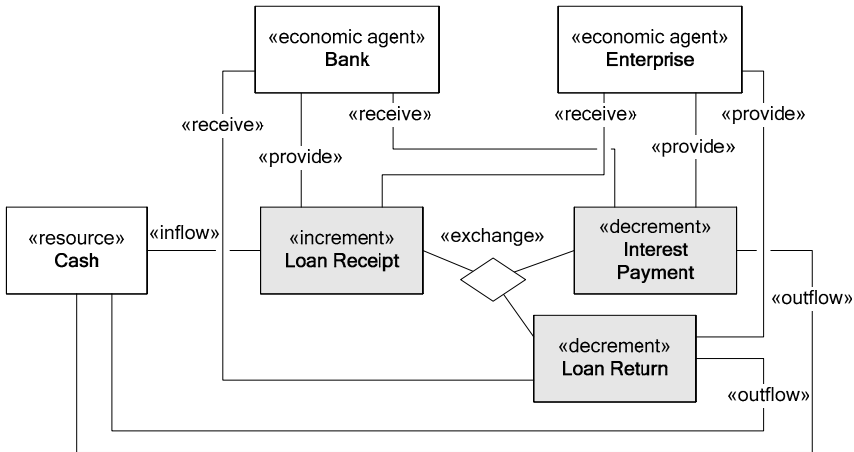 «economic agent»
Bank
«economic agent»
Enterprise
«receive»
«receive»
«receive»
«provide»
«provide»
«provide»
«resource»
Cash
«inflow»
«increment»
Loan Receipt
«exchange»
«decrement»
Interest
Payment
«outflow»
«decrement»
Loan Return
«outflow»